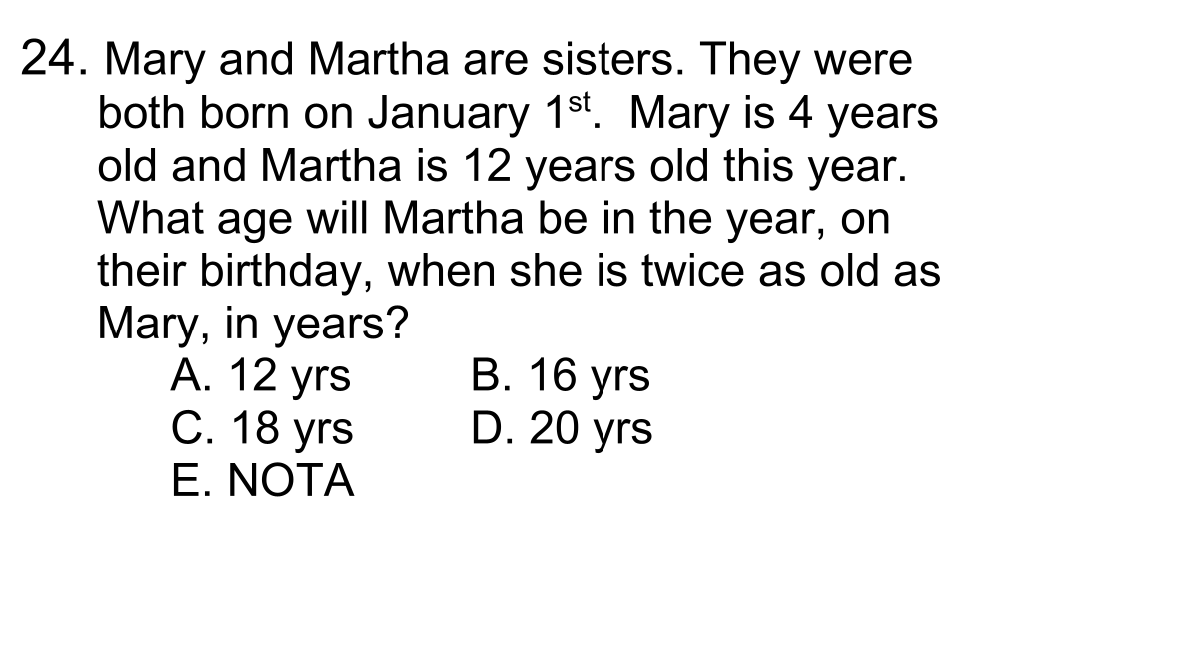 24. Mary and Martha are sisters. They were
both born on January 1st. Mary is 4 years
old and Martha is 12 years old this year.
What age will Martha be in the year, on
their birthday, when she is twice as old as
Mary, in years?
A. 12 yrs B. 16 yrs
C. 18 yrs D. 20 yrs
E. NOTA